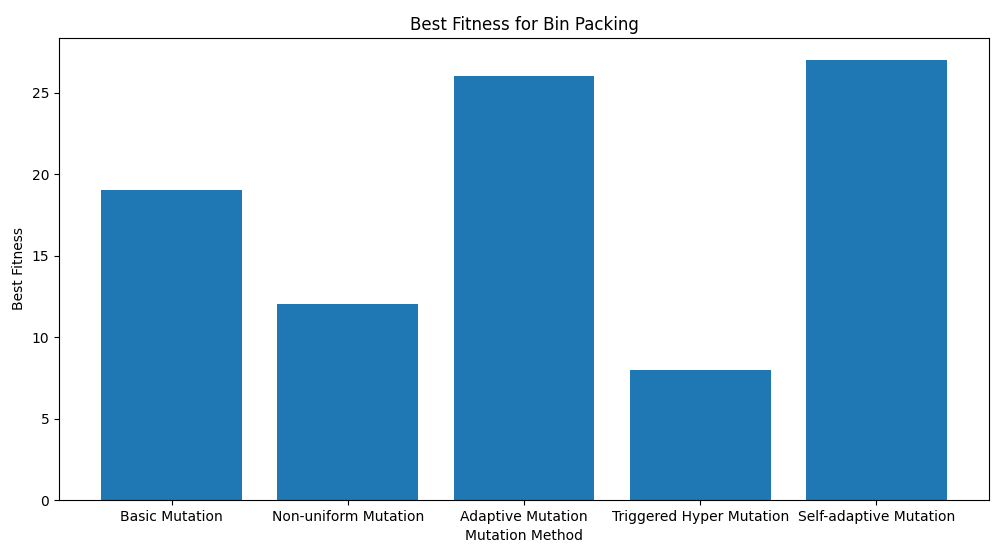 Best Fitness for Bin Packing
Best Fitness
25
20
15
10
5
0
Basic Mutation
Non-uniform Mutation
Adaptive Mutation
Triggered Hyper Mutation
Self-adaptive Mutation
Mutation Method